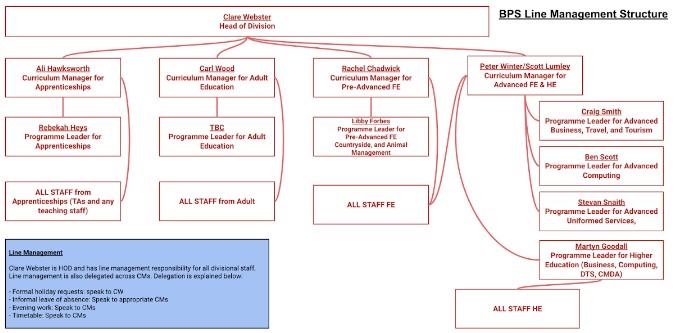 BPS Line Management Structure
Clare Webster
Head of Division
Ali Hawksworth
Curriculum Manager for
Apprenticeships
Carl Wood
Curriculum Manager for Adult
Education
Rachel Chadwick
Curriculum Manager for
Pre-Advanced FE
Peter Winter/Scott Lumley
Curriculum Manager for
Advanced FE & HE
Rebekah Heys
Programme Leader for
Apprenticeships
TBC
Programme Leader for Adult
Education
Libby Forbes
Programme Leader for
Pre-Advanced FE
Countryside, and Animal
Management
Craig Smith
Programme Leader for Advanced
Business, Travel, and Tourism
Ben Scott
Programme Leader for Advanced
Computing
Stevan Snaith
Programme Leader for Advanced
Uniformed Services,
ALL STAFF from
Apprenticeships (TAs and any
teaching staff)
ALL STAFF from Adult
ALL STAFF FE
Martyn Goodall
Programme Leader for Higher
Education (Business, Computing,
DTS, CMDA)
ALL STAFF HE
Line Management
Clare Webster is HOD and has line management responsibility for all divisional staff.
Line management is also delegated across CMs. Delegation is explained below.
- Formal holiday requests: speak to CW
- Informal leave of absence: Speak to appropriate CMs
- Evening work: Speak to CMs
- Timetable: Speak to CMs